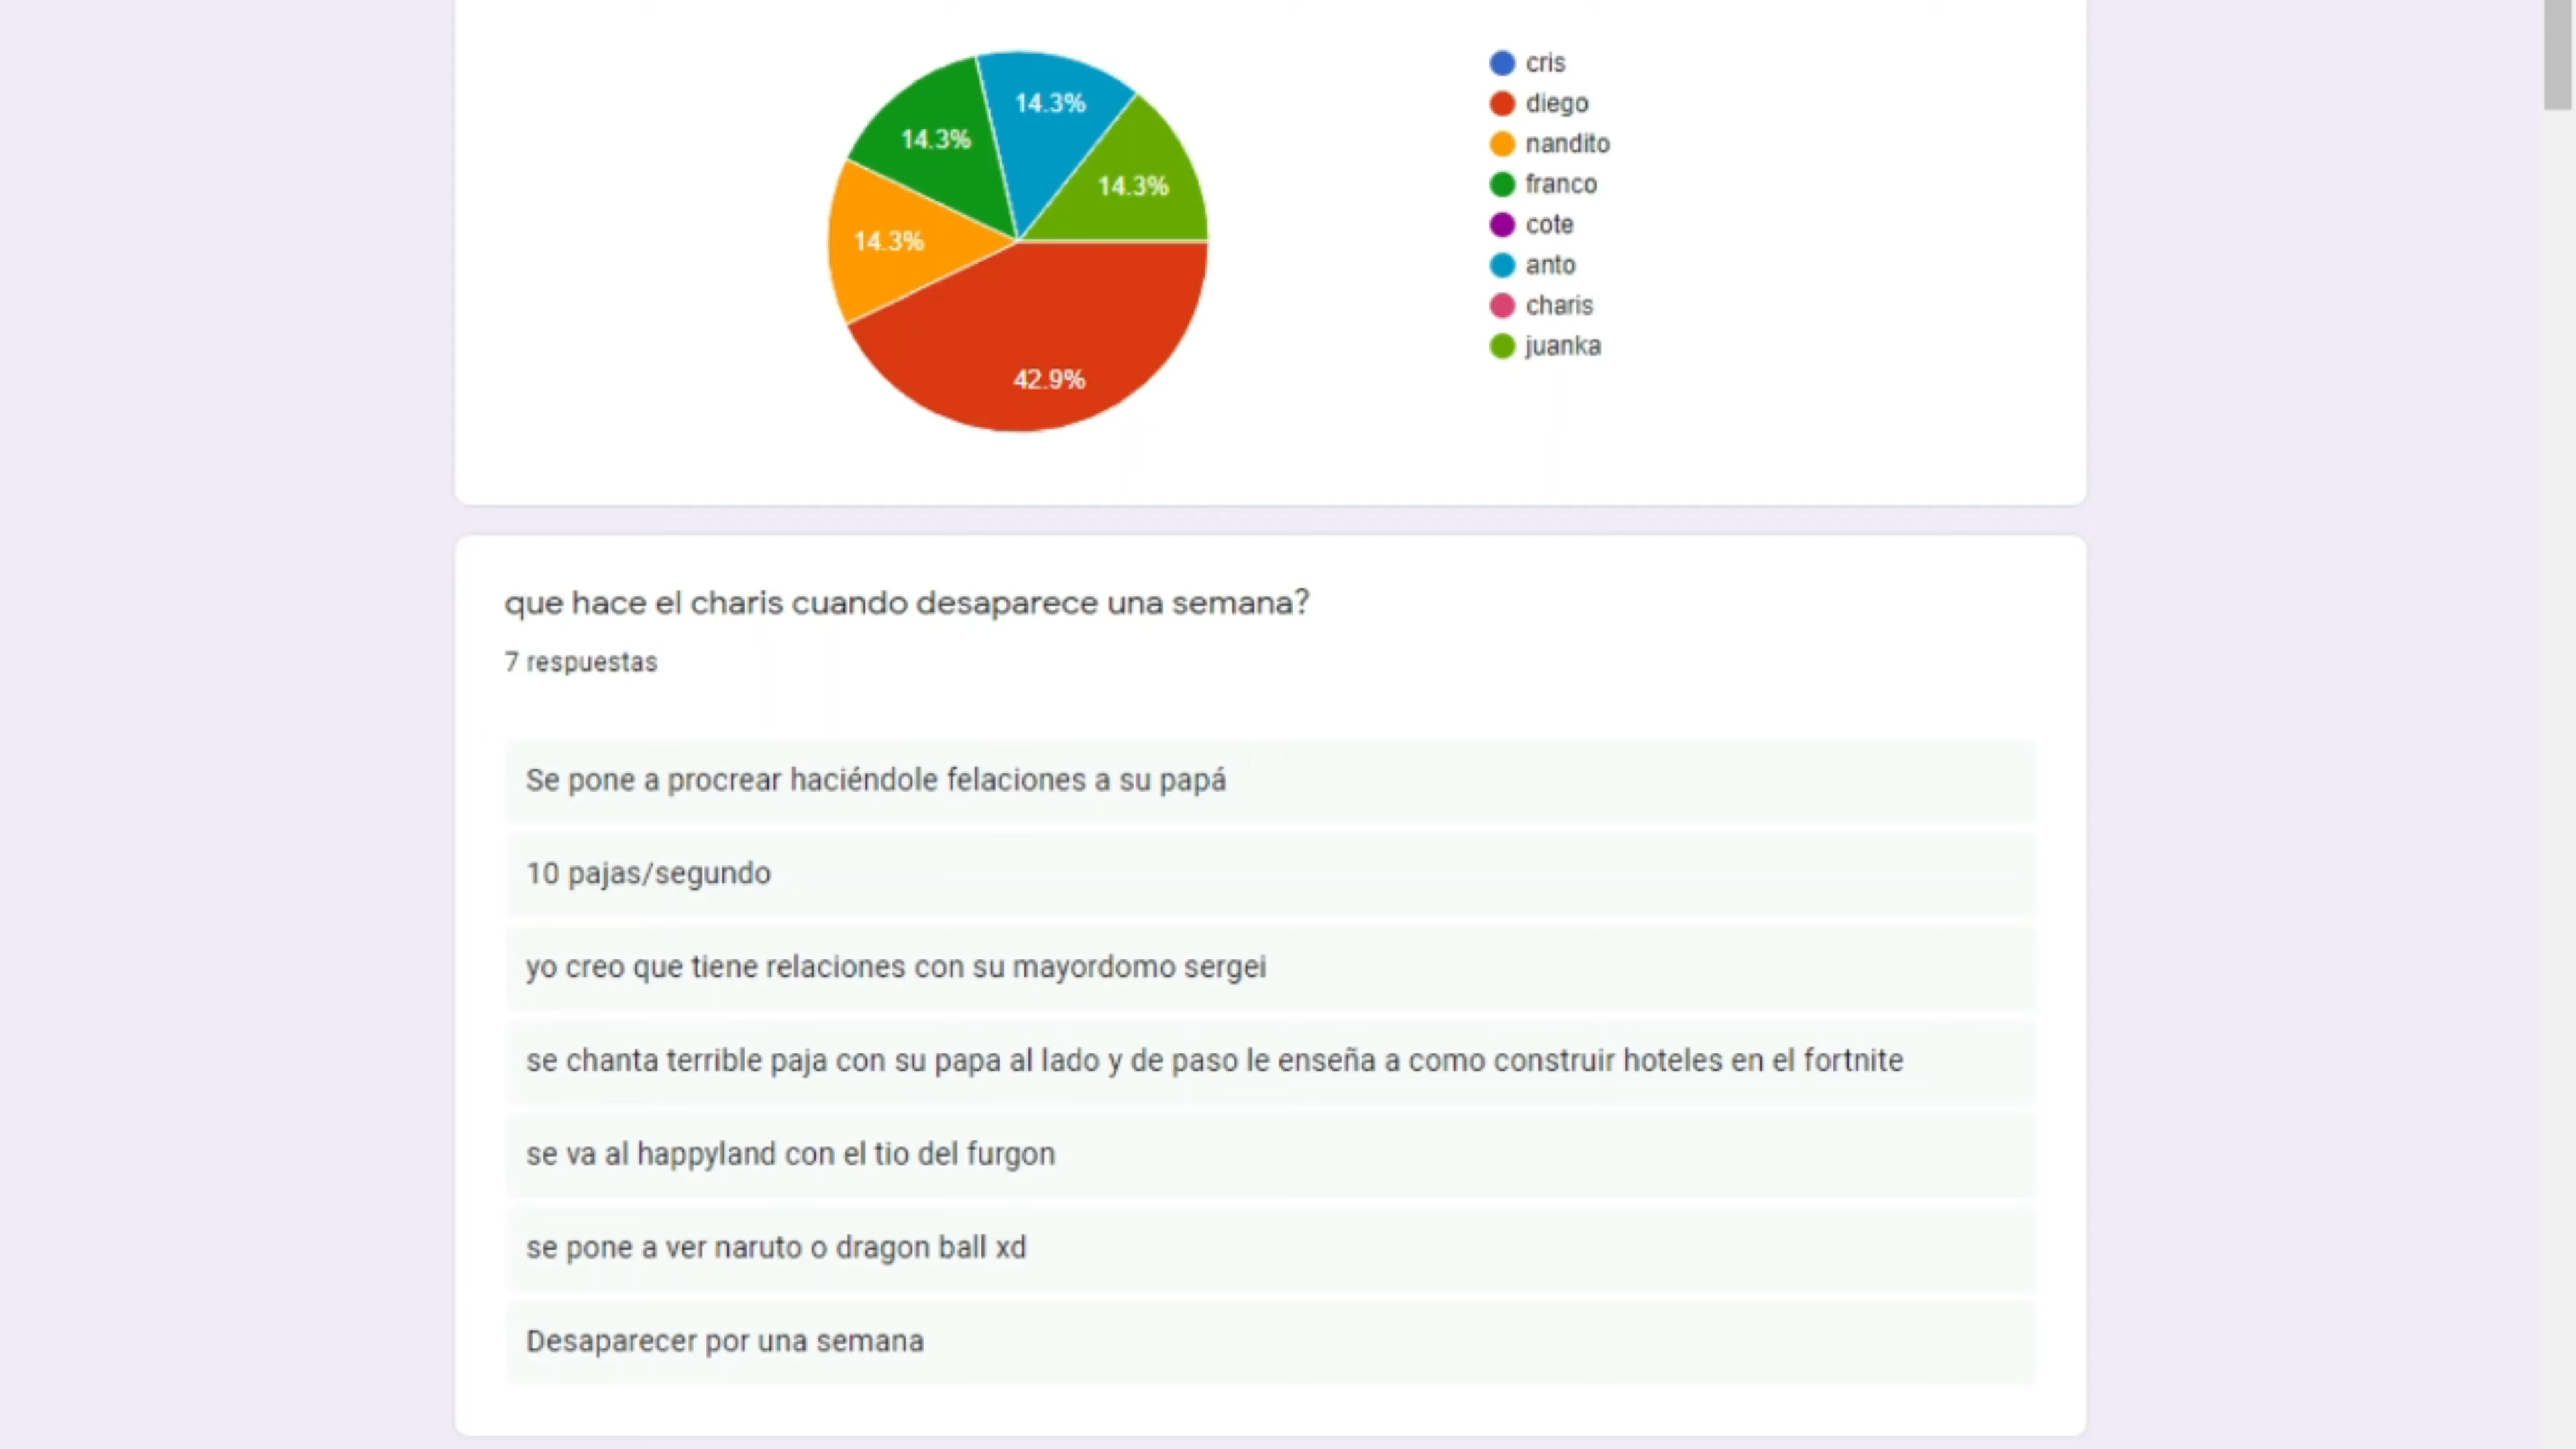 14.3%
14.3%
14.3%
14.3%
42.9%
cris
diego
nandito
franco
cote
anto
charis
juanka
que hace el charis cuando desaparece una semana?
7 respuestas
Se pone a procrear haciéndole felaciones a su papá
10 pajas/segundo
yo creo que tiene relaciones con su mayordomo sergei
se chanta terrible paja con su papa al lado y de paso le enseña a como construir hoteles en el fortnite
se va al happyland con el tio del furgon
se pone a ver naruto o dragon ball xd
Desaparecer por una semana